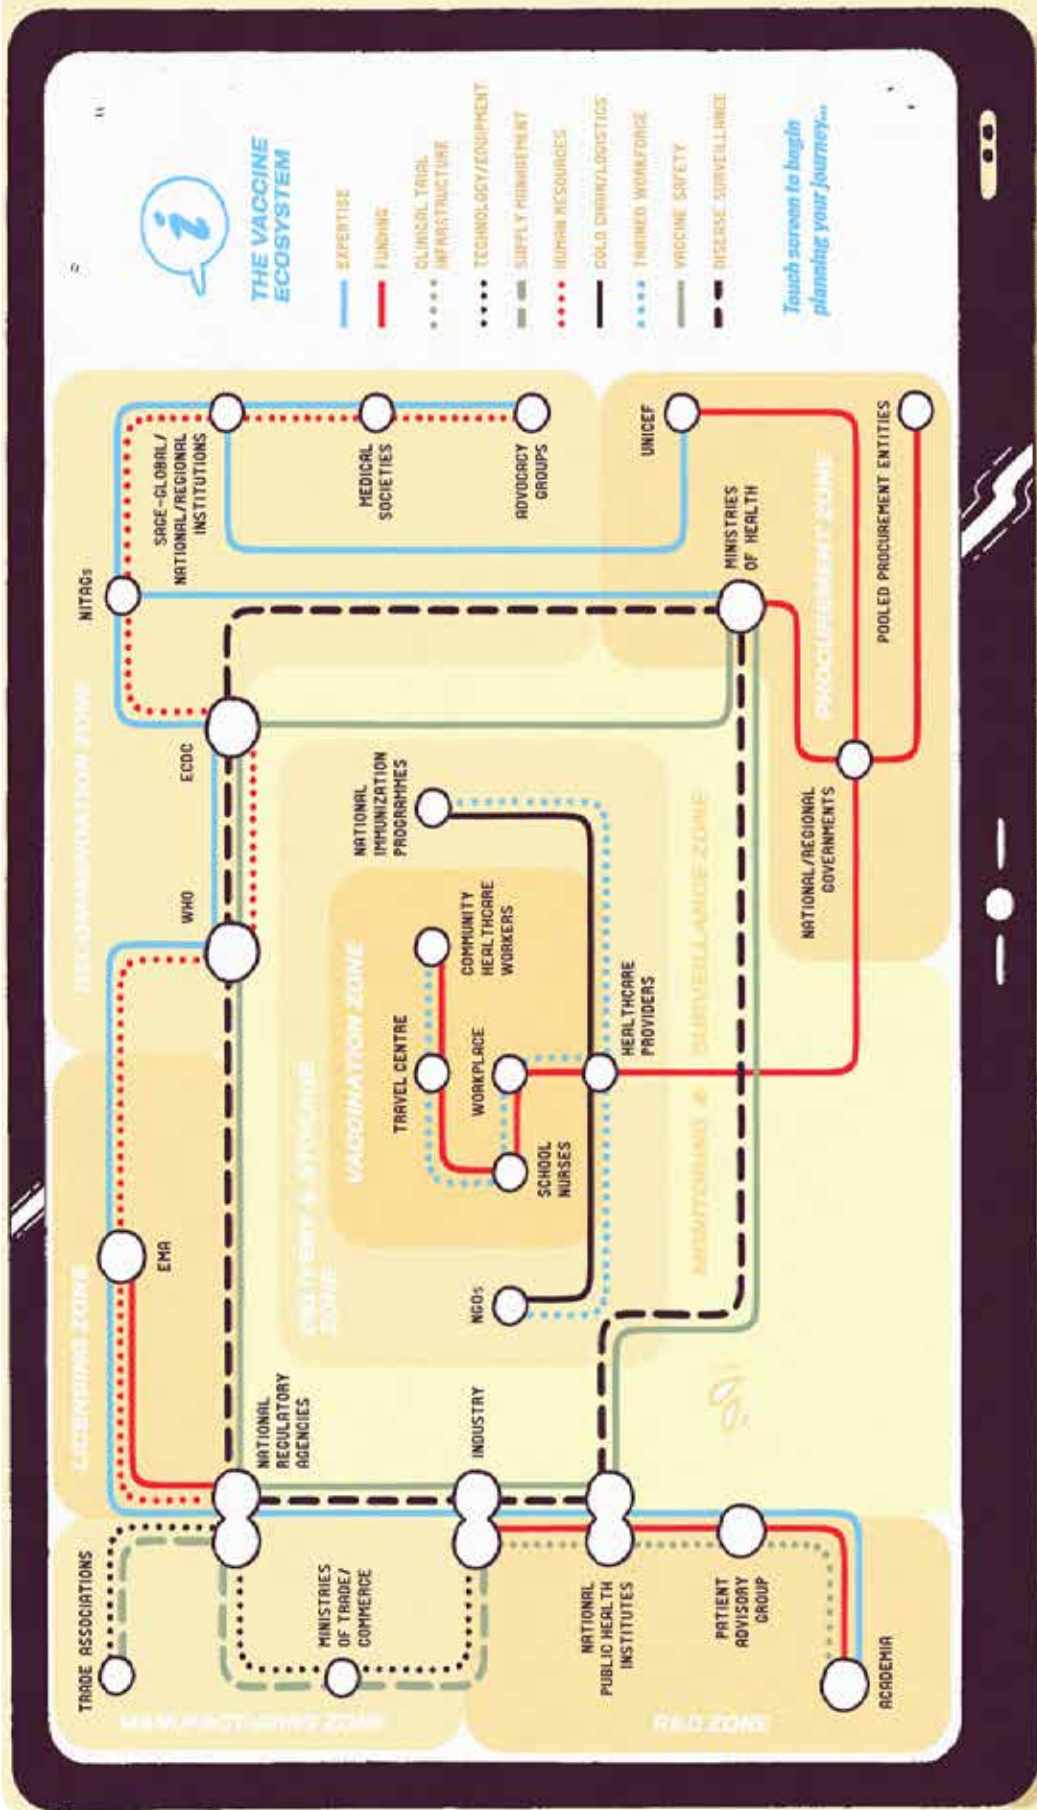 THE VACCINE
ECOSYSTEM
EXPERTISE
FUNDING
CLINICAL TRIAL
INFRASTRUCTURE
TECHNOLOGY/EQUIPMENT
SUPPLY MANAGEMENT
HUMAN RESOURCES
COLD CHAIN/LOGISTICS
TRAINED WORKFORCE
VACCINE SAFETY
DISEASE SURVEILLANCE
Touch screen to begin
planning your journey...
TRADE ASSOCIATIONS
LICENSING ZONE
EMA
RECOMMENDATION ZONE
WHO
ECDC
NITAGs
SAGE-GLOBAL/
NATIONAL/REGIONAL
INSTITUTIONS
MEDICAL
SOCIETIES
ADVOCACY
GROUPS
NATIONAL
REGULATORY
AGENCIES
MINISTRIES
OF TRADE/
COMMERCE
MANUFACTURING ZONE
DELIVERY & STORAGE
ZONE
VACCINATION ZONE
TRAVEL CENTRE
WORKPLACE
COMMUNITY
HEALTHCARE
WORKERS
NATIONAL
IMMUNIZATION
PROGRAMMES
SCHOOL
NURSES
NGOs
INDUSTRY
HEALTHCARE
PROVIDERS
MONITORING & SURVEILLANCE ZONE
NATIONAL
PUBLIC HEALTH
INSTITUTES
PATIENT
ADVISORY
GROUP
R&D ZONE
ACADEMIA
UNICEF
MINISTRIES
OF HEALTH
PROCUREMENT ZONE
NATIONAL/REGIONAL
GOVERNMENTS
POOLED PROCUREMENT ENTITIES